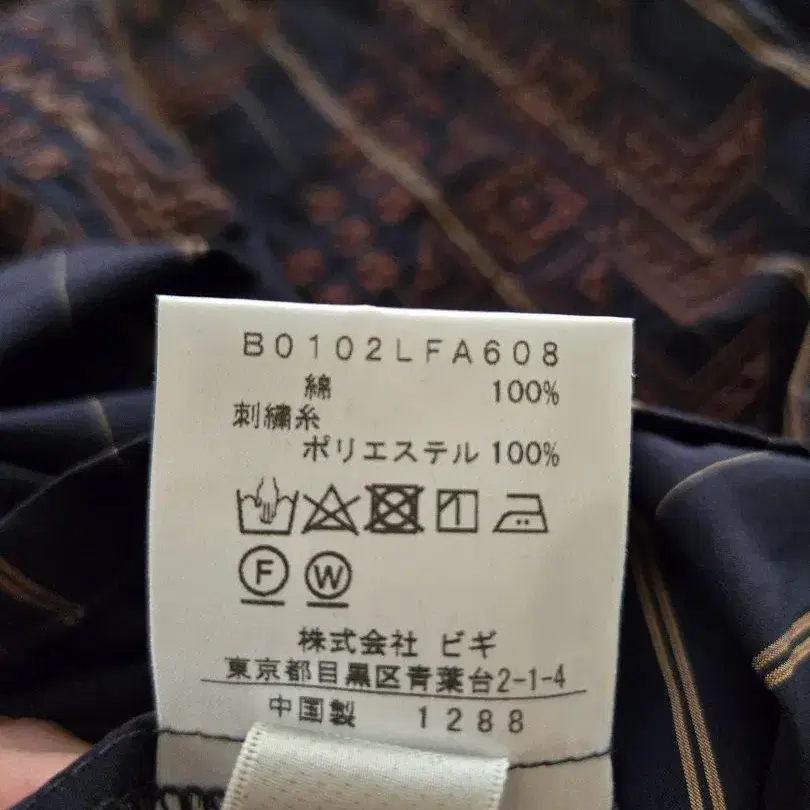 B0102LFA608
綿 100%
刺繍糸
ポリエステル 100%
F W
株式会社 ビギ
東京都目黒区青葉台2-1-4
中国製 1288